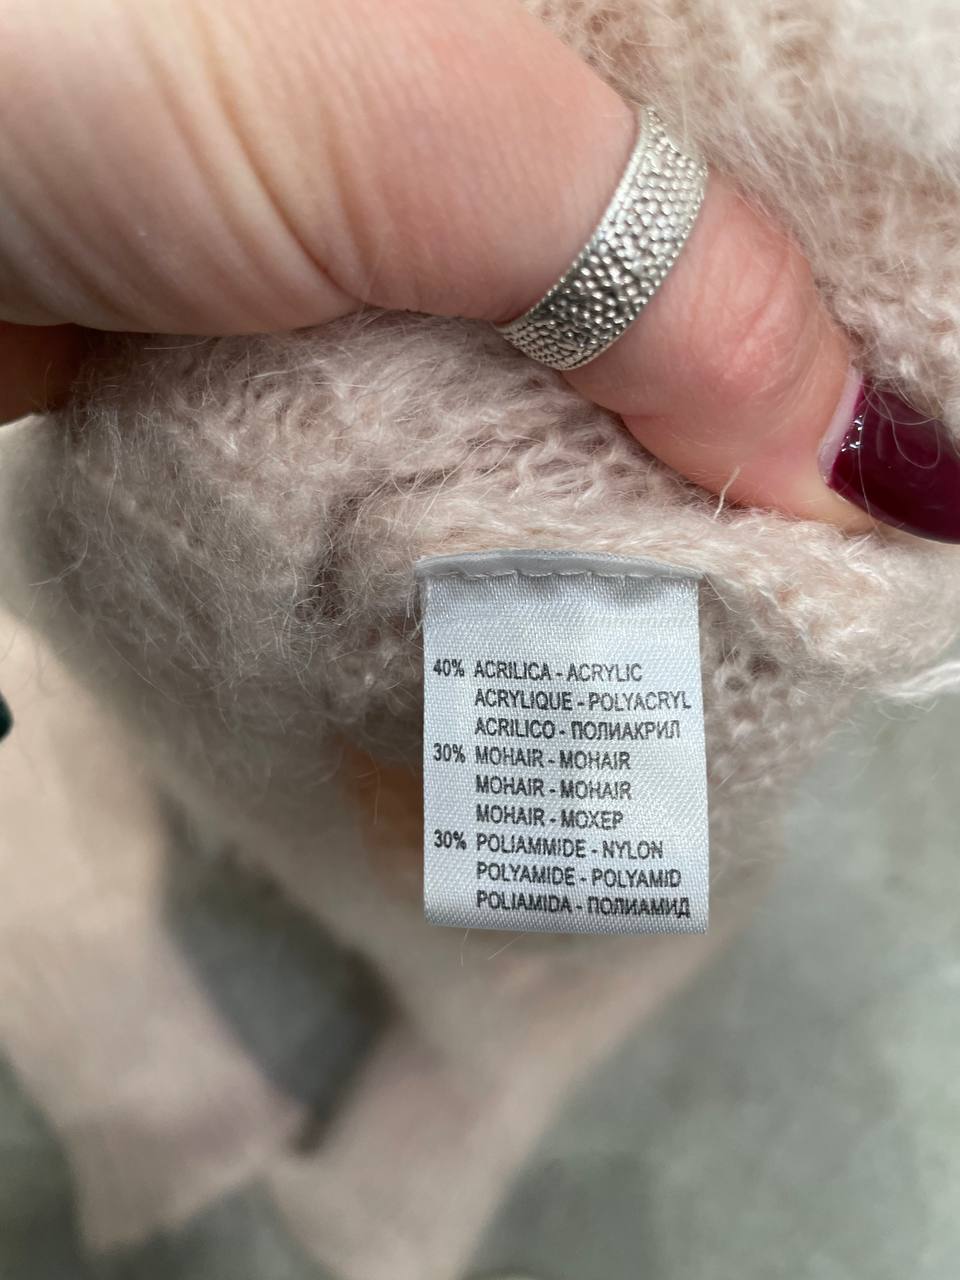 40% ACRILICA - ACRYLIC
ACRYLIQUE - POLYACRYL
ACRILICO - ПОЛИАКРИЛ
30% MOHAIR - MOHAIR
MOHAIR - MOHAIR
MOHAIR - МОХЕР
30% POLIAMMIDE - NYLON
POLYAMIDE - POLYAMID
POLIAMIDA - ПОЛИАМИД